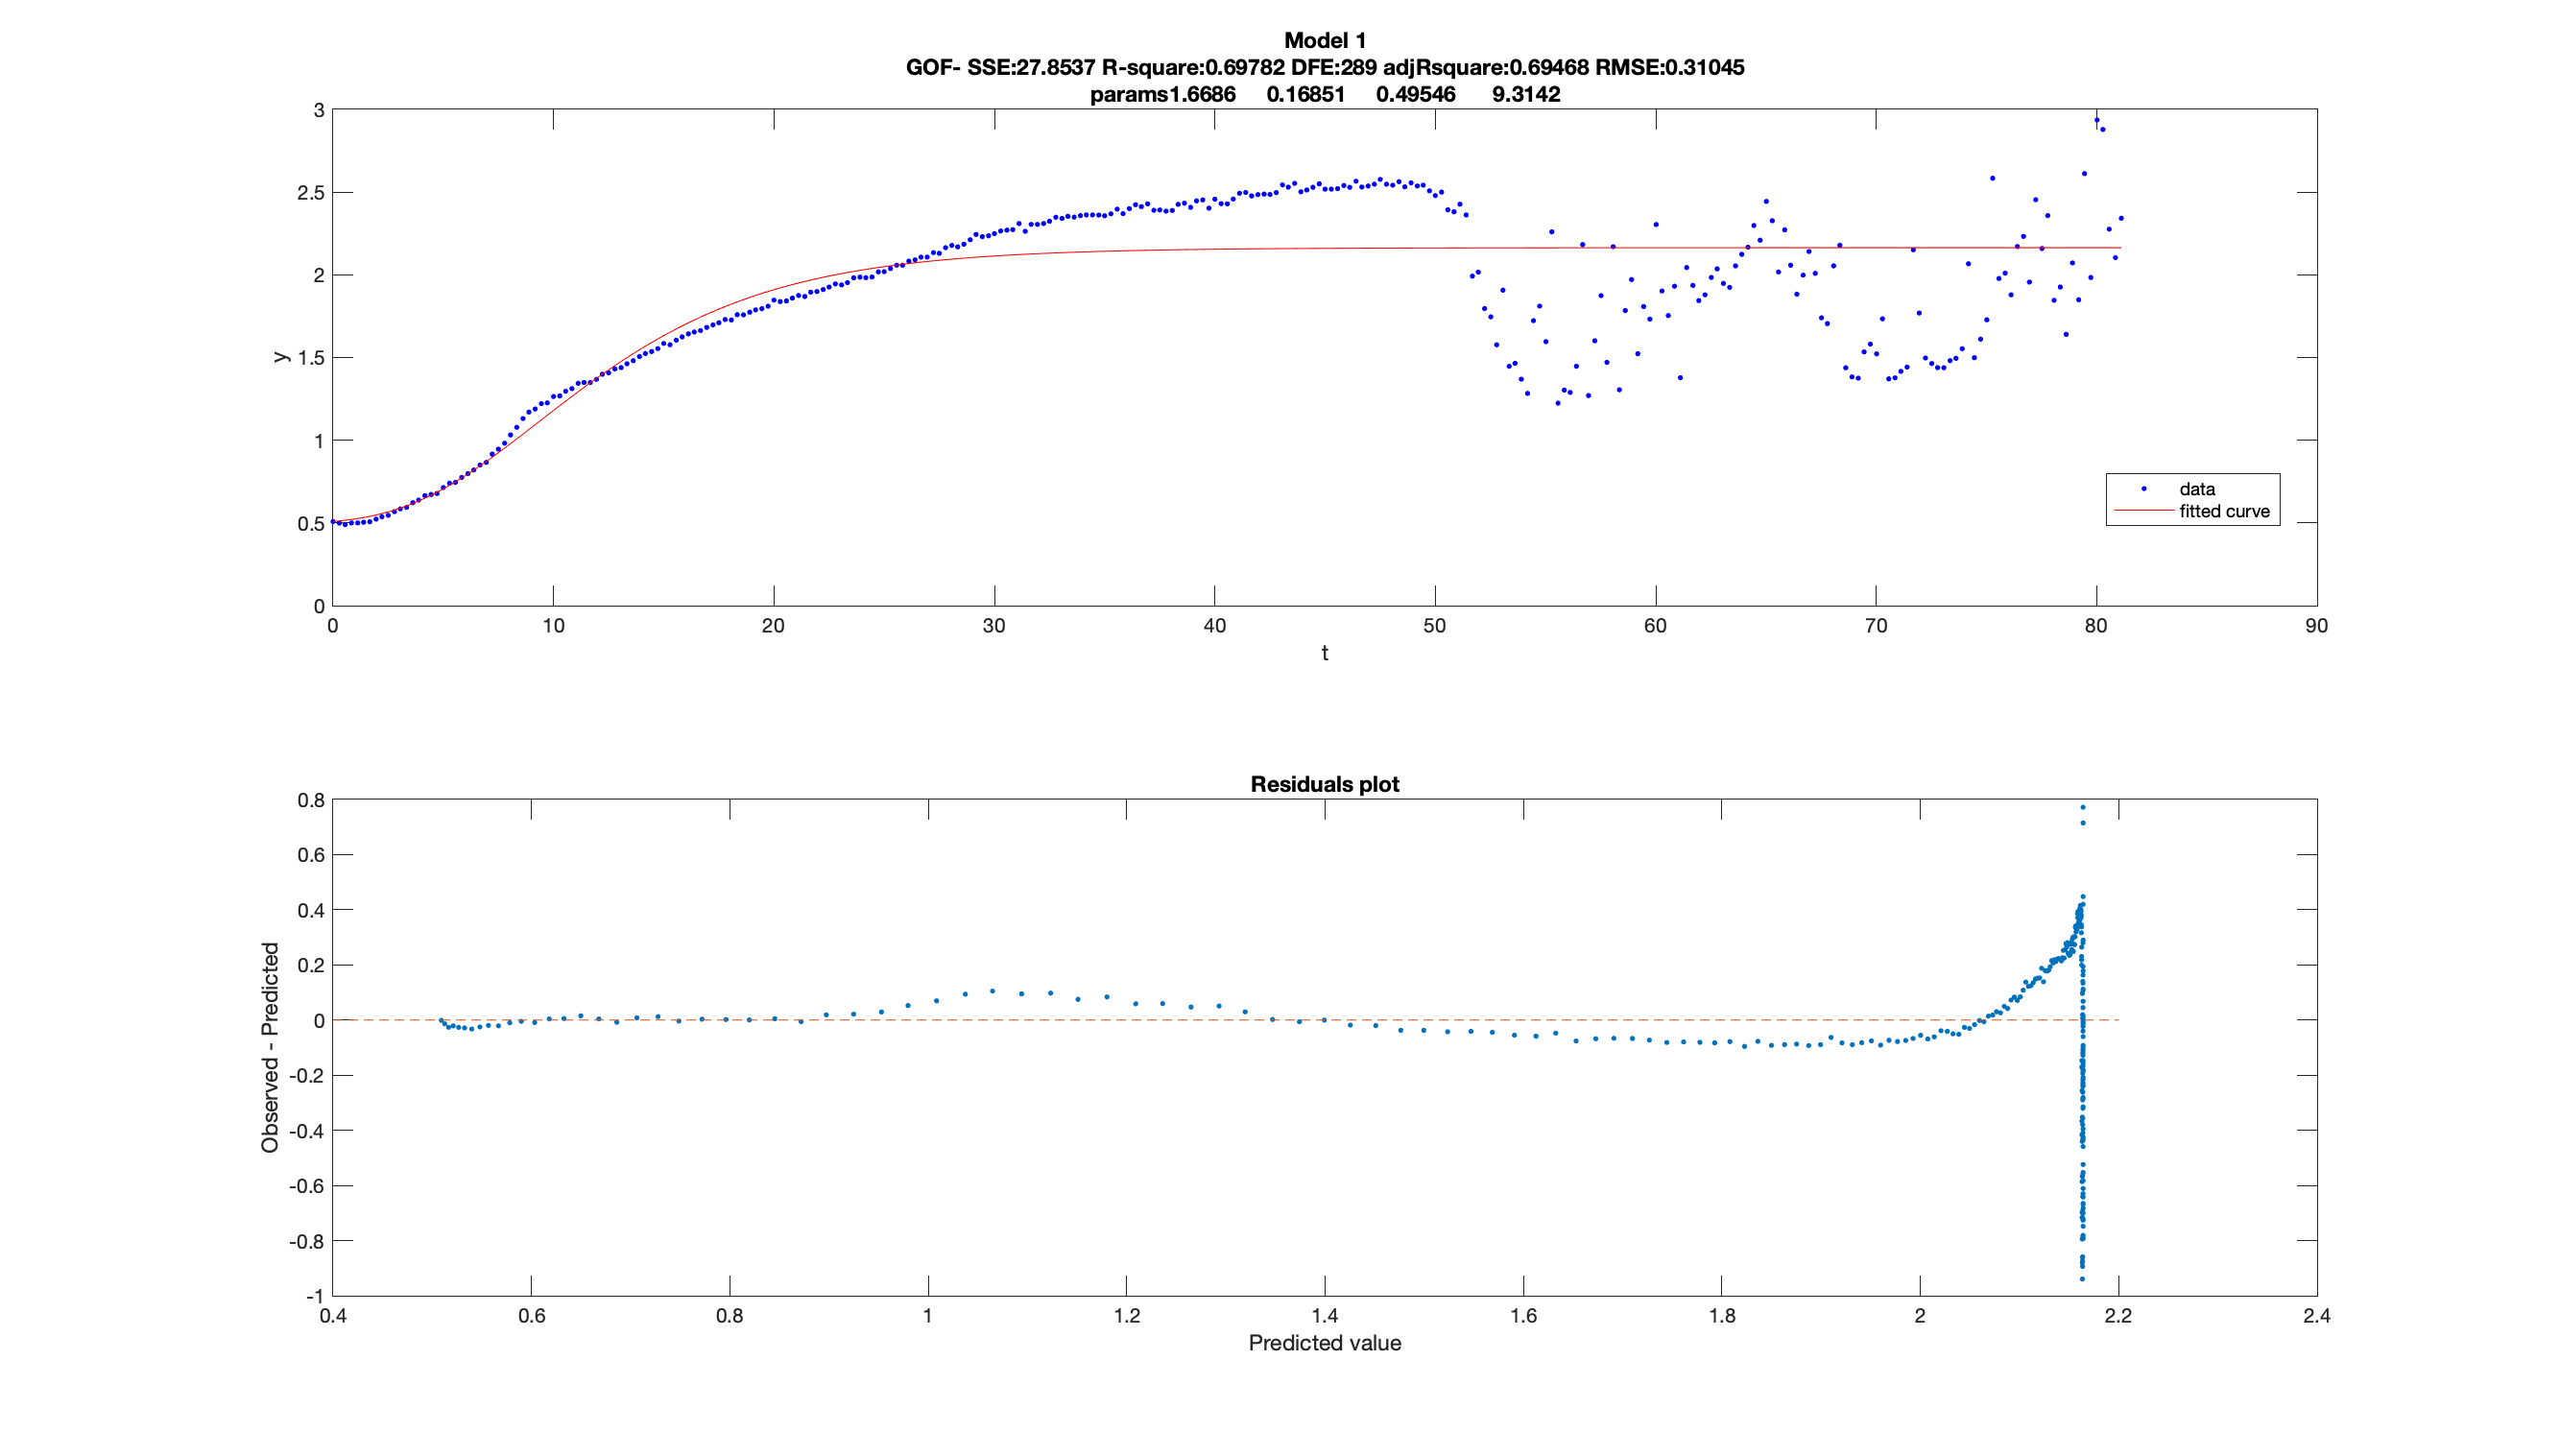 Model 1
GOF- SSE:27.8537 R-square:0.69782 DFE:289 adjRsquare:0.69468 RMSE:0.31045
params1.6686 0.16851 0.49546 9.3142
3
2.5
2
1.5
1
0.5
0
y
0 10 20 30 40 50 60 70 80 90
t
data
fitted curve
Residuals plot
0.8
0.6
0.4
0.2
0
-0.2
-0.4
-0.6
-0.8
-1
Observed - Predicted
0.4 0.6 0.8 1 1.2 1.4 1.6 1.8 2 2.2 2.4
Predicted value